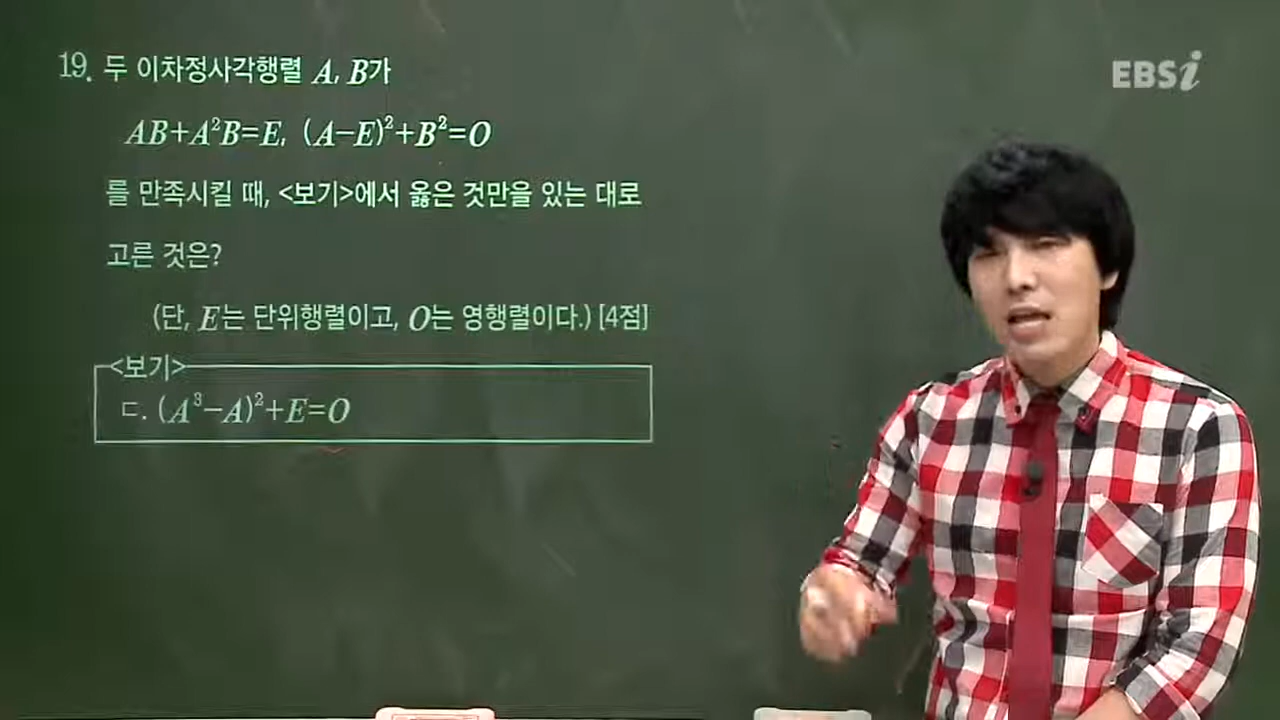 19. 두 이차정사각행렬 A, B가
EBSi
AB+A²B=E, (A−E)²+B²=O
를 만족시킬 때, <보기>에서 옳은 것만을 있는 대로
고른 것은?
(단, E는 단위행렬이고, O는 영행렬이다.) [4점]
<보기>
ㄷ. (A³−A)²+E=O